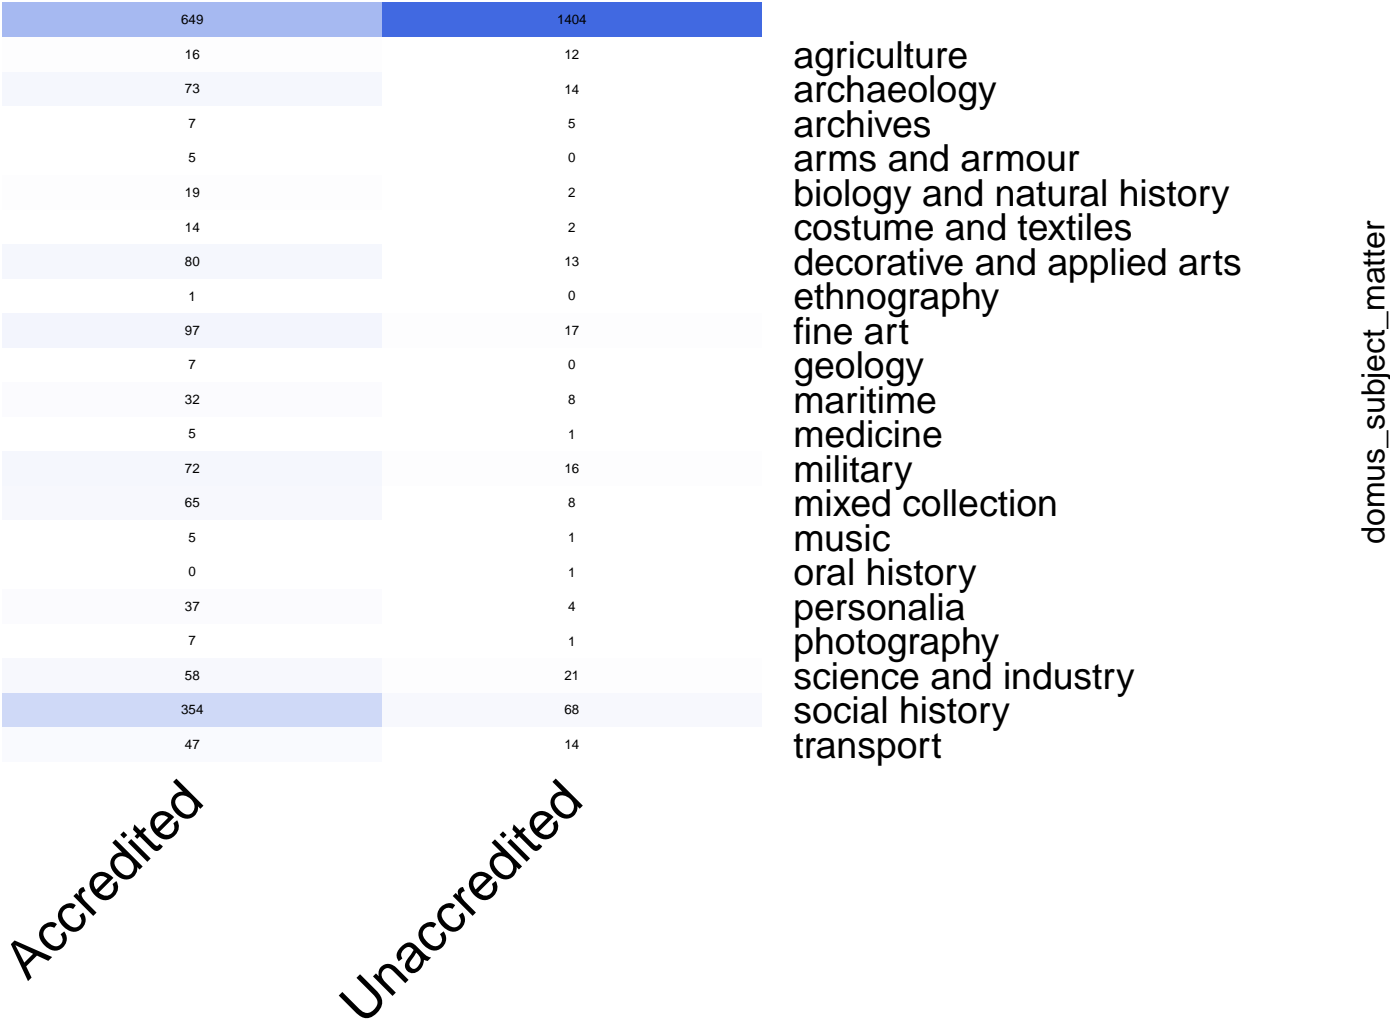 649 1404
16 12 agriculture
73 14 archaeology
7 5 archives
5 0 arms and armour
19 2 biology and natural history
14 2 costume and textiles
80 13 decorative and applied arts
1 0 ethnography
97 17 fine art
7 0 geology
32 8 maritime
5 1 medicine
72 16 military
65 8 mixed collection
5 1 music
0 1 oral history
37 4 personalia
7 1 photography
58 21 science and industry
354 68 social history
47 14 transport
domus_subject_matter
Accredited
Unaccredited